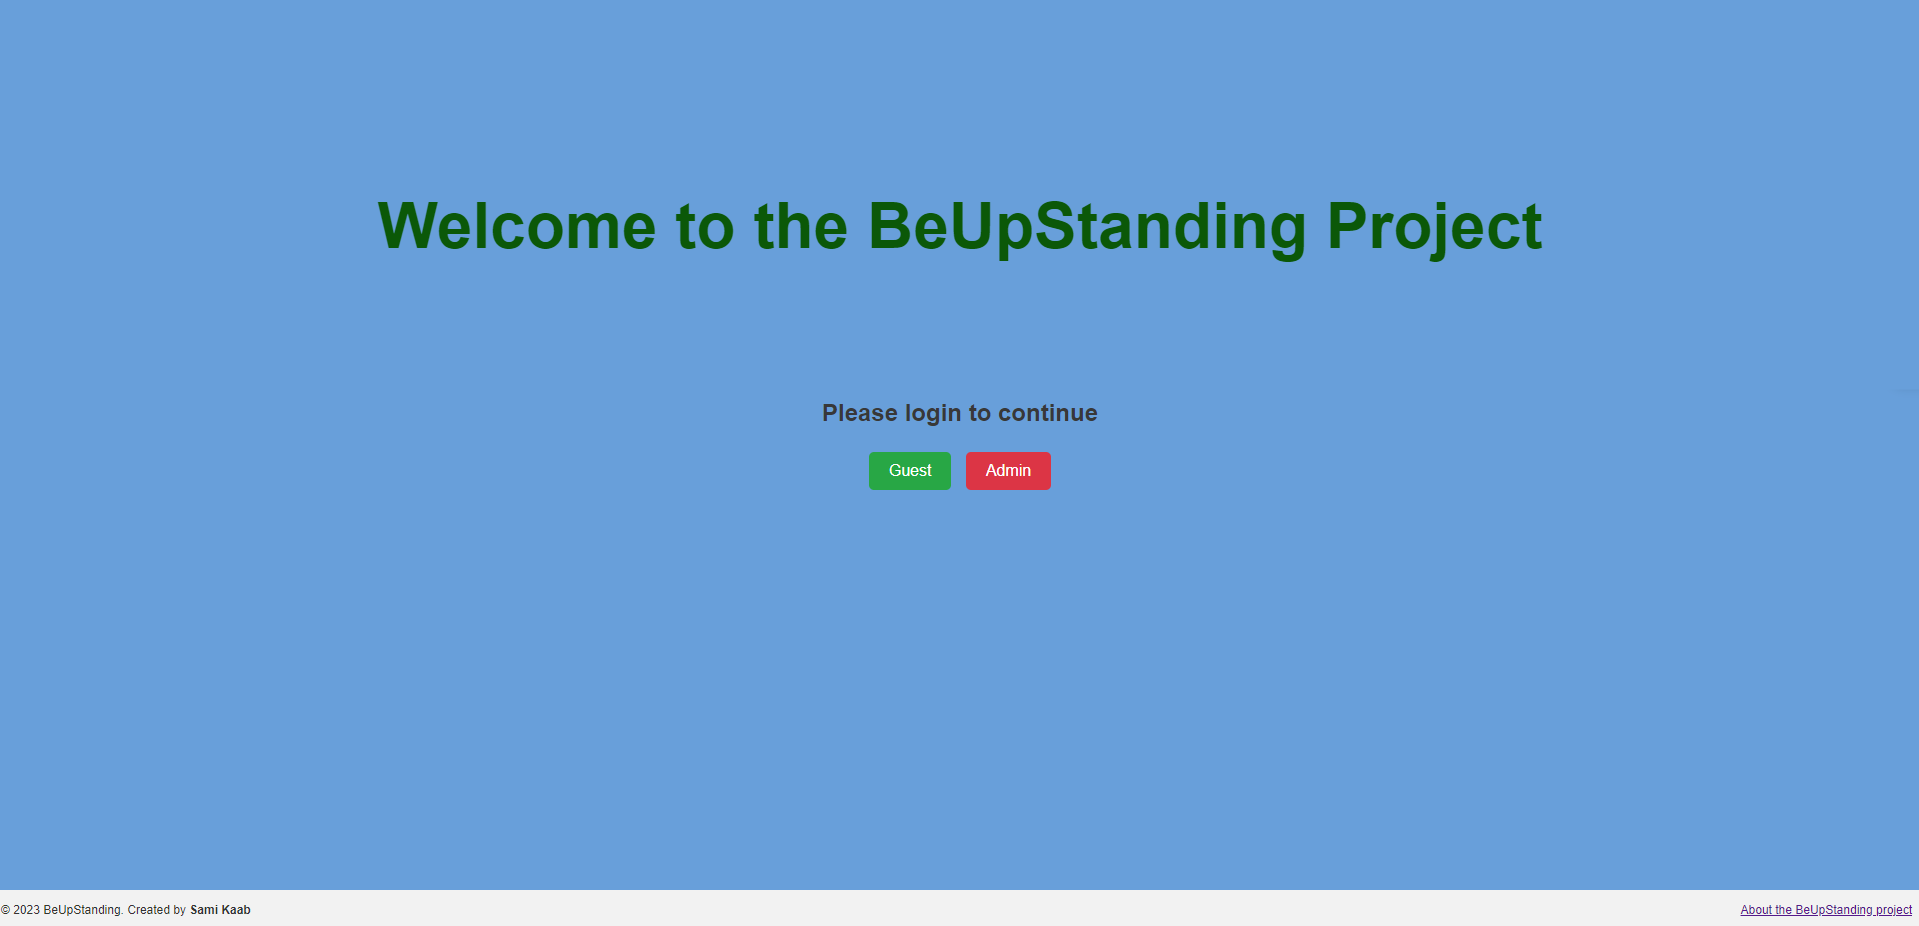 Welcome to the BeUpStanding Project
Please login to continue
Guest Admin
© 2023 BeUpStanding. Created by Sami Kaab
About the BeUpStanding project